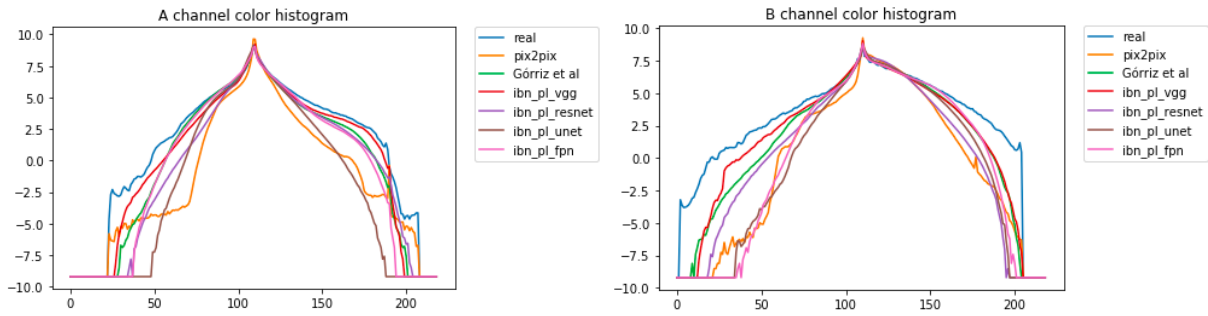 A channel color histogram
10.0
7.5
5.0
2.5
0.0
−2.5
−5.0
−7.5
−10.0
0
50
100
150
200
real
pix2pix
Górriz et al
ibn_pl_vgg
ibn_pl_resnet
ibn_pl_unet
ibn_pl_fpn
B channel color histogram
10.0
7.5
5.0
2.5
0.0
−2.5
−5.0
−7.5
−10.0
0
50
100
150
200
real
pix2pix
Górriz et al
ibn_pl_vgg
ibn_pl_resnet
ibn_pl_unet
ibn_pl_fpn